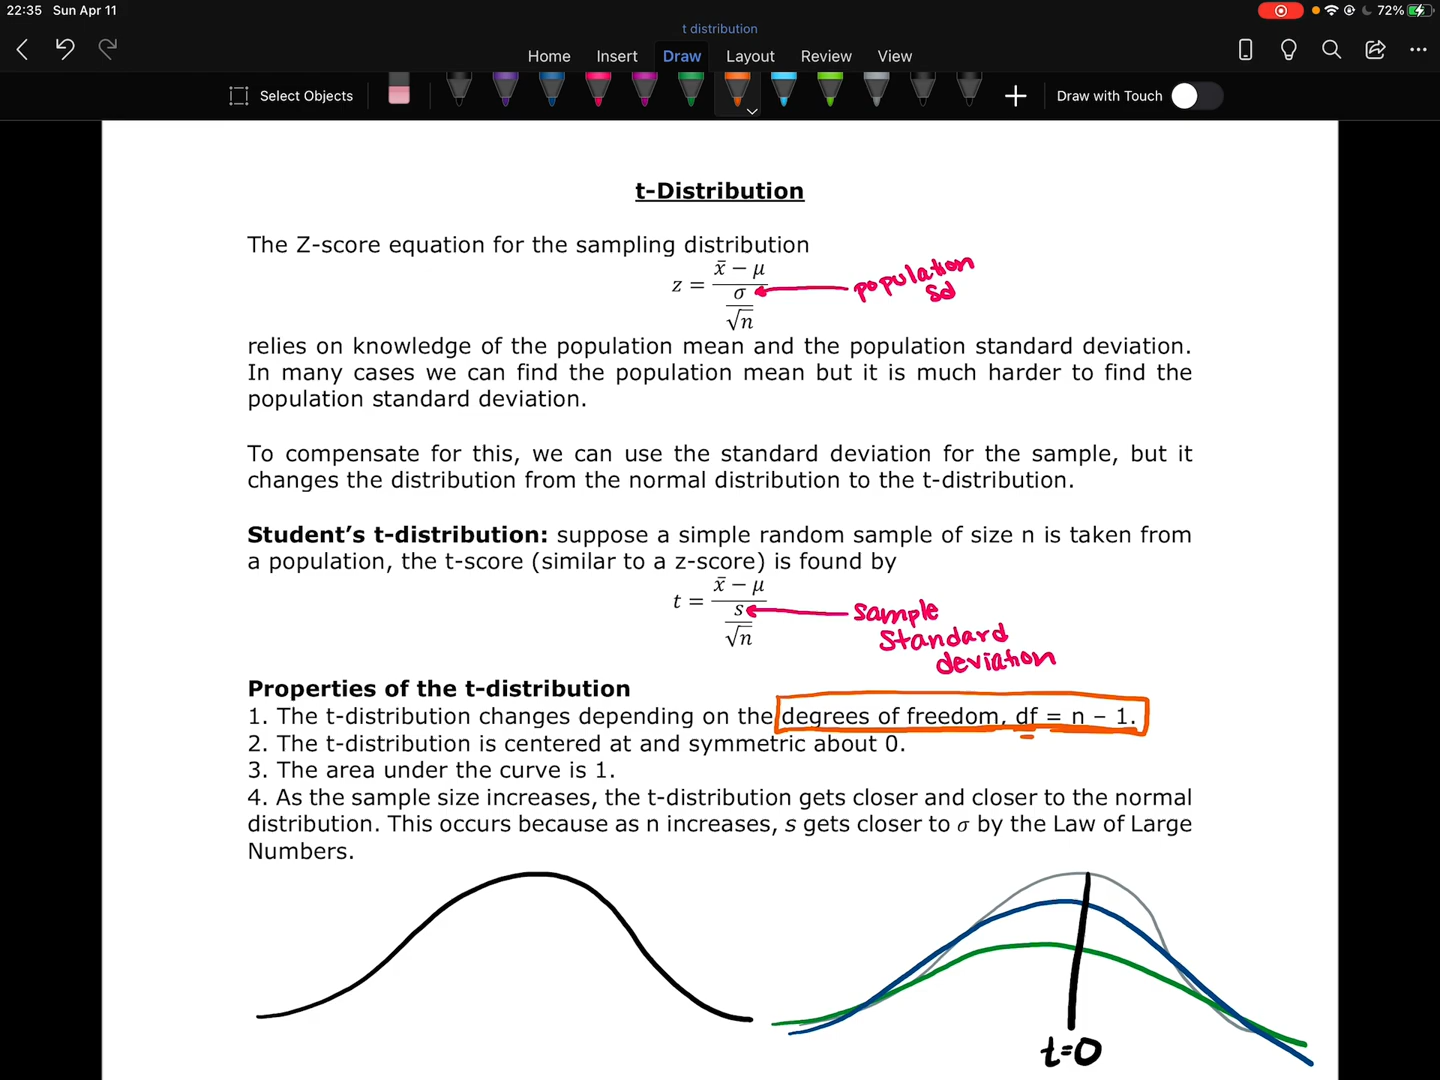 22:35 Sun Apr 11
72%
t distribution
Home Insert Draw Layout Review View
Select Objects
Draw with Touch
t-Distribution
The Z-score equation for the sampling distribution
z = (x̄ − μ) / (σ / √n)
population
sd
relies on knowledge of the population mean and the population standard deviation.
In many cases we can find the population mean but it is much harder to find the
population standard deviation.
To compensate for this, we can use the standard deviation for the sample, but it
changes the distribution from the normal distribution to the t-distribution.
Student’s t-distribution: suppose a simple random sample of size n is taken from
a population, the t-score (similar to a z-score) is found by
t = (x̄ − μ) / (s / √n)
sample
standard
deviation
Properties of the t-distribution
1. The t-distribution changes depending on the degrees of freedom, df = n – 1.
2. The t-distribution is centered at and symmetric about 0.
3. The area under the curve is 1.
4. As the sample size increases, the t-distribution gets closer and closer to the normal
distribution. This occurs because as n increases, s gets closer to σ by the Law of Large
Numbers.
t=0